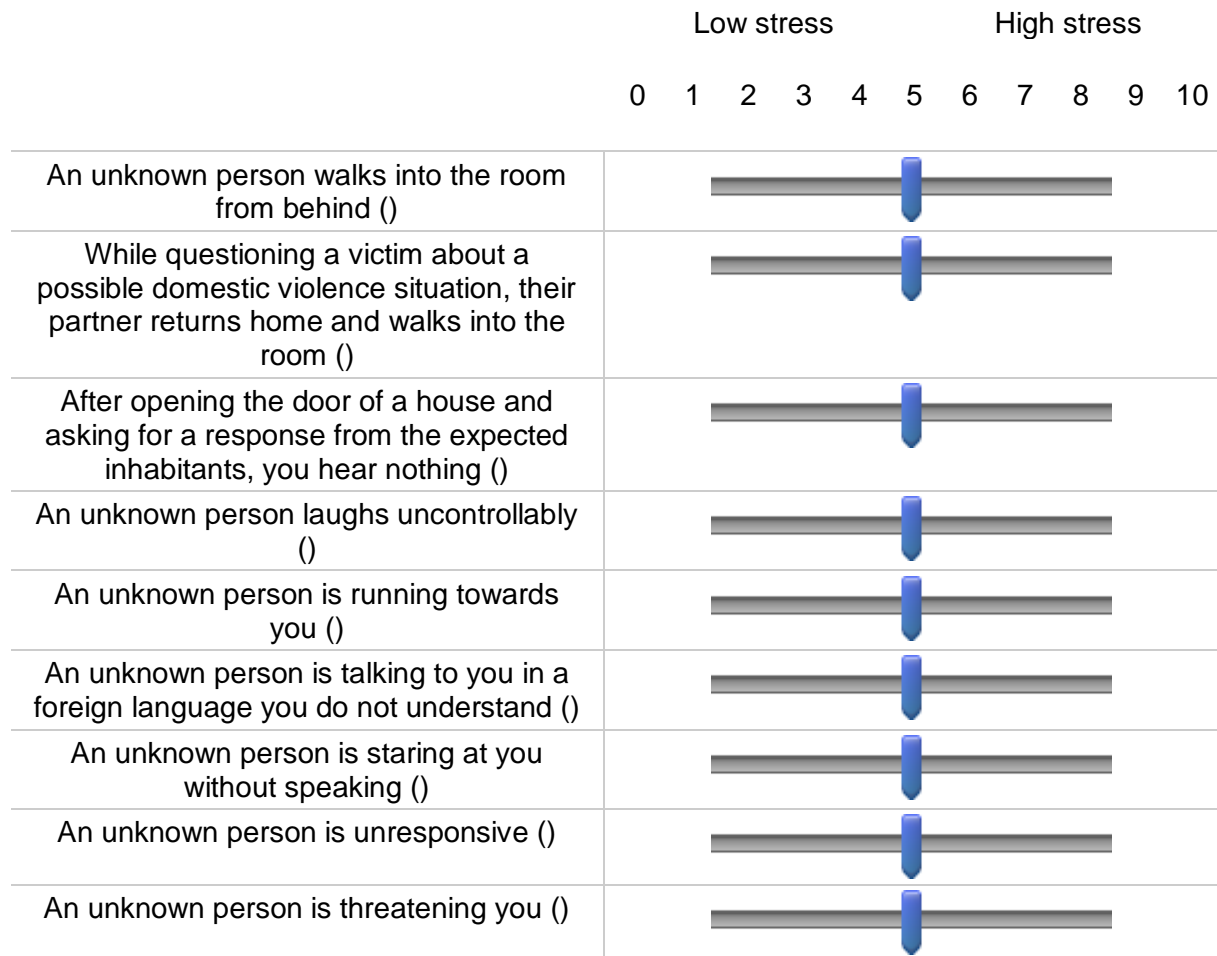 Low stress High stress
0 1 2 3 4 5 6 7 8 9 10
An unknown person walks into the room
from behind ()
While questioning a victim about a
possible domestic violence situation, their
partner returns home and walks into the
room ()
After opening the door of a house and
asking for a response from the expected
inhabitants, you hear nothing ()
An unknown person laughs uncontrollably
()
An unknown person is running towards
you ()
An unknown person is talking to you in a
foreign language you do not understand ()
An unknown person is staring at you
without speaking ()
An unknown person is unresponsive ()
An unknown person is threatening you ()